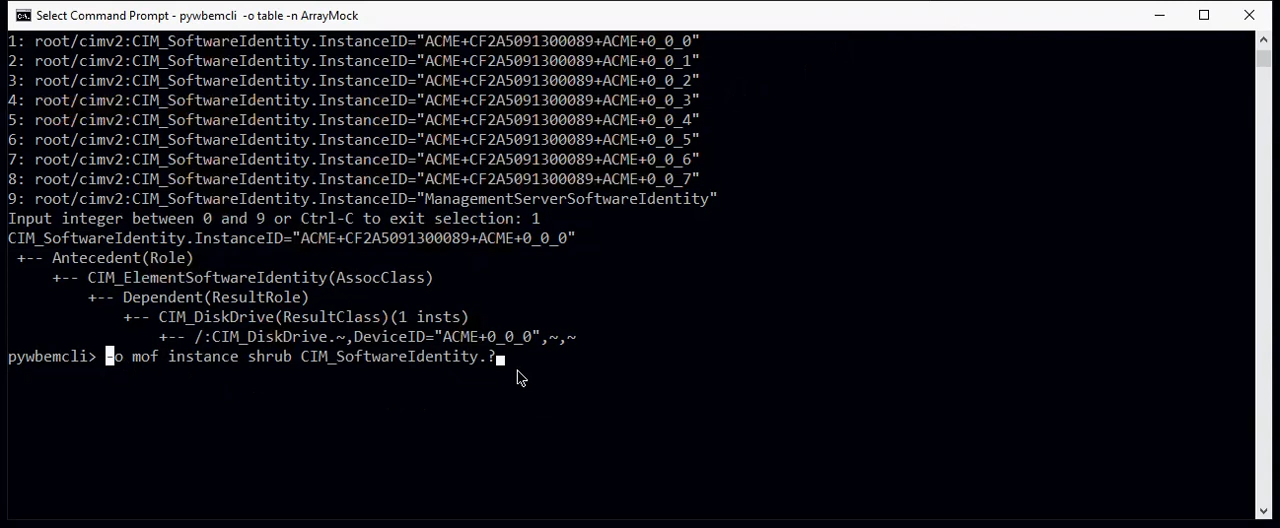 Select Command Prompt - pywbemcli -o table -n ArrayMock
1: root/cimv2:CIM_SoftwareIdentity.InstanceID="ACME+CF2A5091300089+ACME+0_0_0"
2: root/cimv2:CIM_SoftwareIdentity.InstanceID="ACME+CF2A5091300089+ACME+0_0_1"
3: root/cimv2:CIM_SoftwareIdentity.InstanceID="ACME+CF2A5091300089+ACME+0_0_2"
4: root/cimv2:CIM_SoftwareIdentity.InstanceID="ACME+CF2A5091300089+ACME+0_0_3"
5: root/cimv2:CIM_SoftwareIdentity.InstanceID="ACME+CF2A5091300089+ACME+0_0_4"
6: root/cimv2:CIM_SoftwareIdentity.InstanceID="ACME+CF2A5091300089+ACME+0_0_5"
7: root/cimv2:CIM_SoftwareIdentity.InstanceID="ACME+CF2A5091300089+ACME+0_0_6"
8: root/cimv2:CIM_SoftwareIdentity.InstanceID="ACME+CF2A5091300089+ACME+0_0_7"
9: root/cimv2:CIM_SoftwareIdentity.InstanceID="ManagementServerSoftwareIdentity"
Input integer between 0 and 9 or Ctrl-C to exit selection: 1
CIM_SoftwareIdentity.InstanceID="ACME+CF2A5091300089+ACME+0_0_0"
+-- Antecedent(Role)
+-- CIM_ElementSoftwareIdentity(AssocClass)
+-- Dependent(ResultRole)
+-- CIM_DiskDrive(ResultClass)(1 insts)
+-- /:CIM_DiskDrive.~,DeviceID="ACME+0_0_0",~,~
pywbemcli> -o mof instance shrub CIM_SoftwareIdentity.?